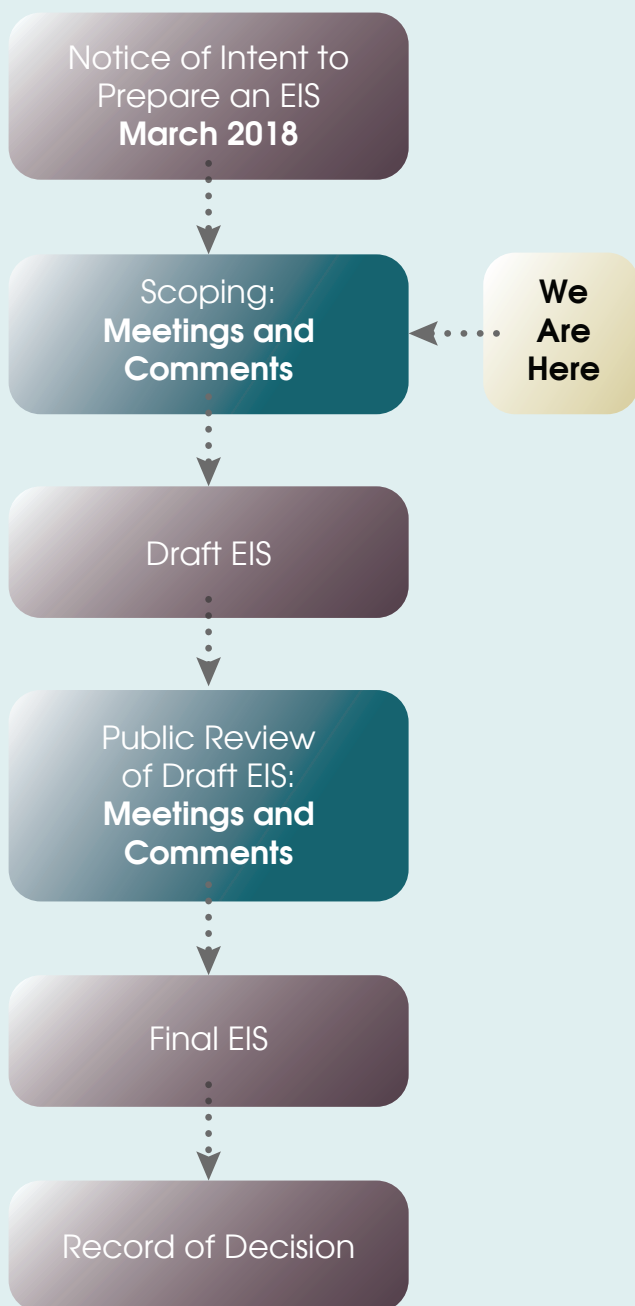 Notice of Intent to
Prepare an EIS
March 2018
Scoping:
Meetings and
Comments
We
Are
Here
Draft EIS
Public Review
of Draft EIS:
Meetings and
Comments
Final EIS
Record of Decision